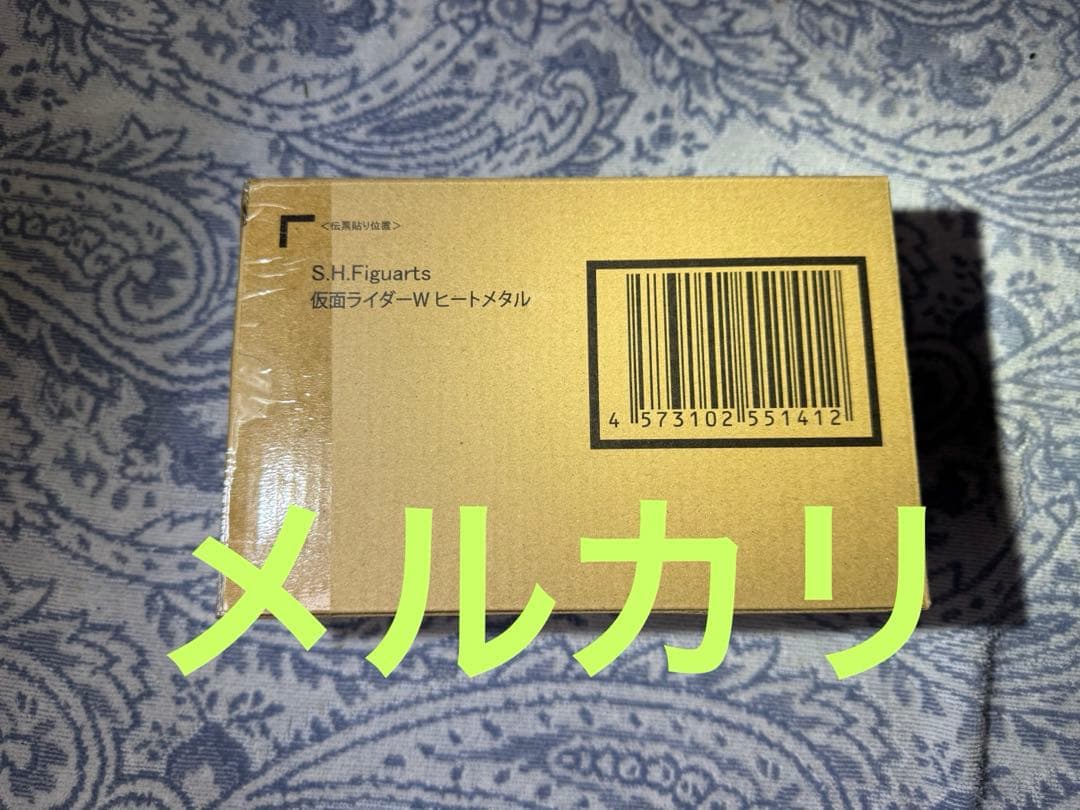 <伝票貼り位置>
S.H.Figuarts
仮面ライダーW ヒートメタル
4 573102 551412
メルカリ